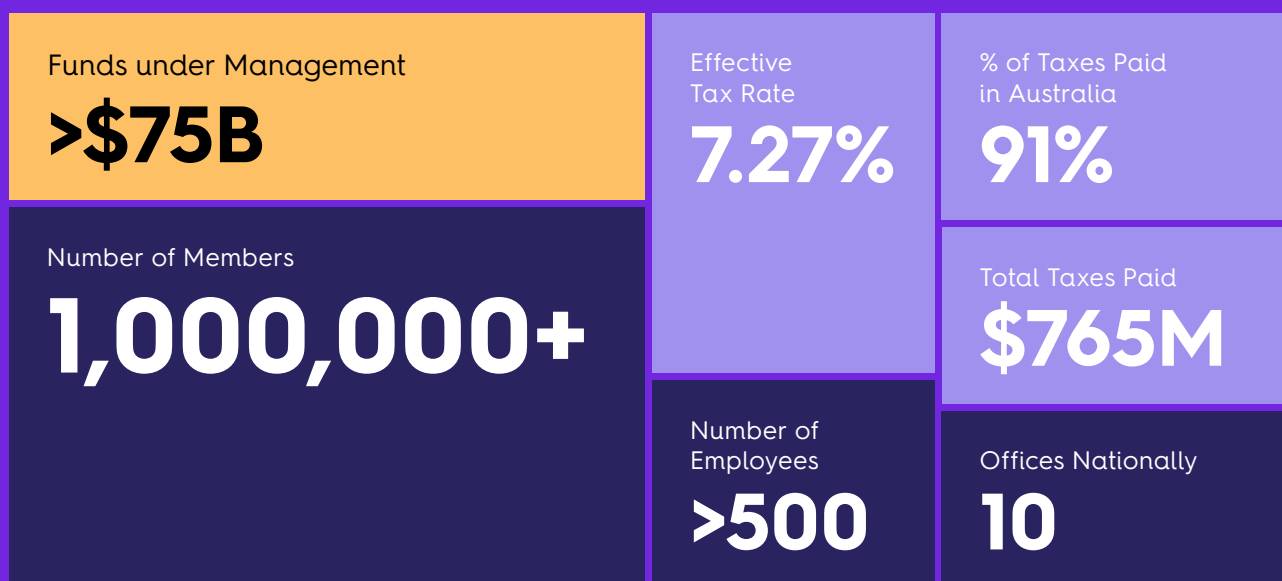 Funds under Management
>$75B
Number of Members
1,000,000+
Effective
Tax Rate
7.27%
Number of
Employees
>500
% of Taxes Paid
in Australia
91%
Total Taxes Paid
$765M
Offices Nationally
10